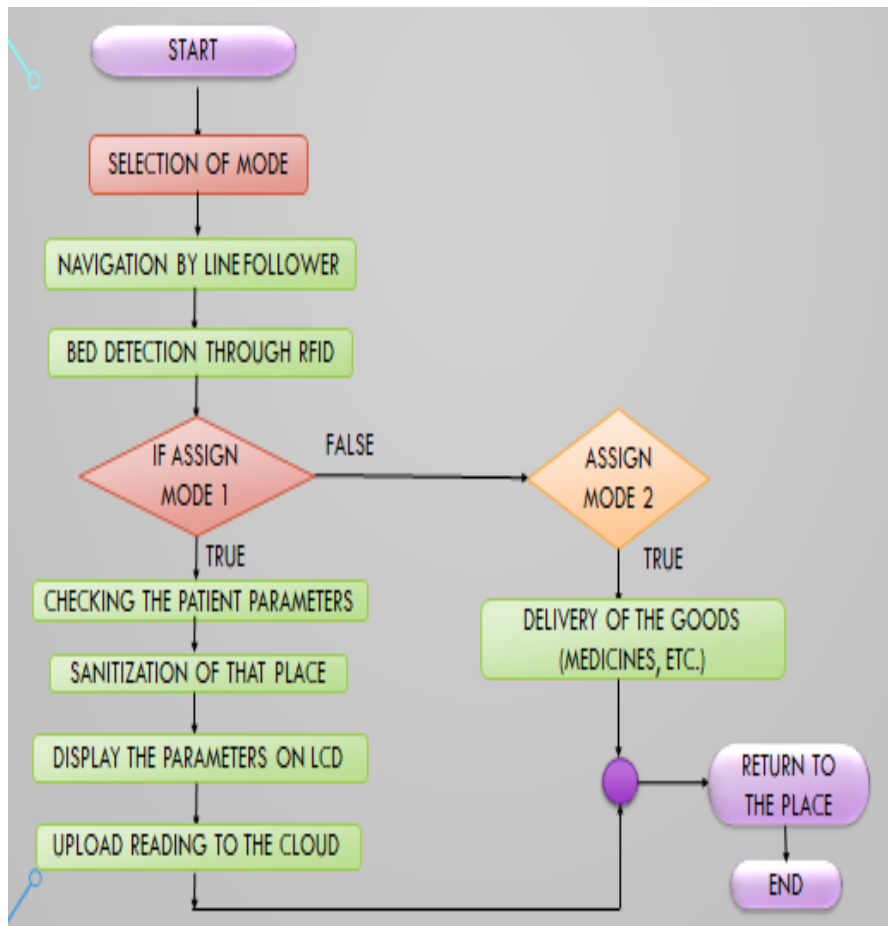 START
SELECTION OF MODE
NAVIGATION BY LINEFOLLOWER
BED DETECTION THROUGH RFID
IF ASSIGN
MODE 1
FALSE
ASSIGN
MODE 2
TRUE
TRUE
CHECKING THE PATIENT PARAMETERS
SANITIZATION OF THAT PLACE
DISPLAY THE PARAMETERS ON LCD
UPLOAD READING TO THE CLOUD
DELIVERY OF THE GOODS
(MEDICINES, ETC.)
RETURN TO
THE PLACE
END